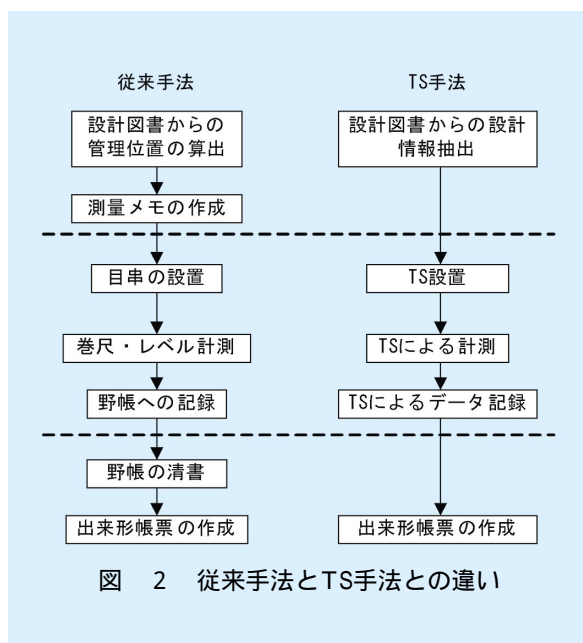 従来手法
TS手法
設計図書からの
管理位置の算出
設計図書からの設計
情報抽出
測量メモの作成
目串の設置
TS設置
巻尺・レベル計測
TSによる計測
野帳への記録
TSによるデータ記録
野帳の清書
出来形帳票の作成
出来形帳票の作成
図 2 従来手法とTS手法との違い